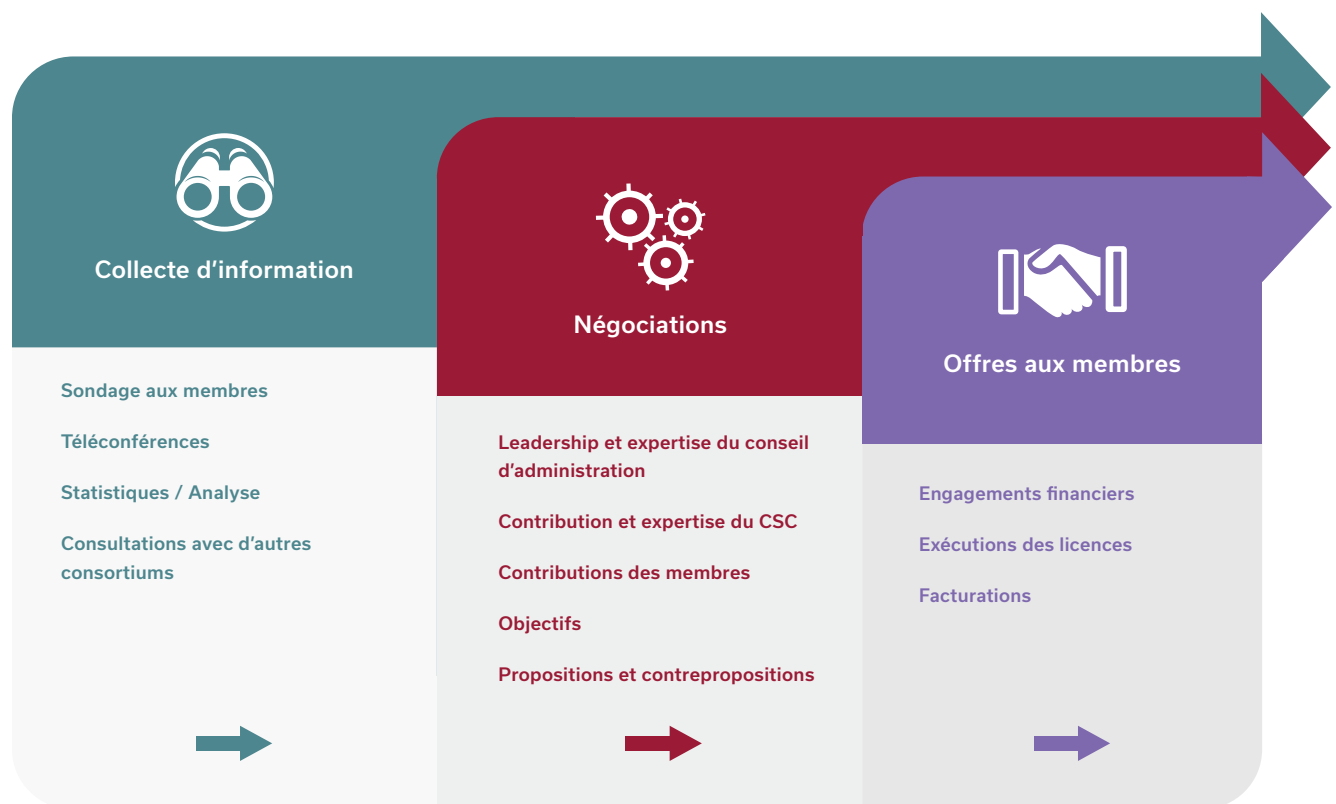 Collecte d’information
Sondage aux membres
Téléconférences
Statistiques / Analyse
Consultations avec d’autres
consortiums
Négociations
Leadership et expertise du conseil
d’administration
Contribution et expertise du CSC
Contributions des membres
Objectifs
Propositions et contrepropositions
Offres aux membres
Engagements financiers
Exécutions des licences
Facturations